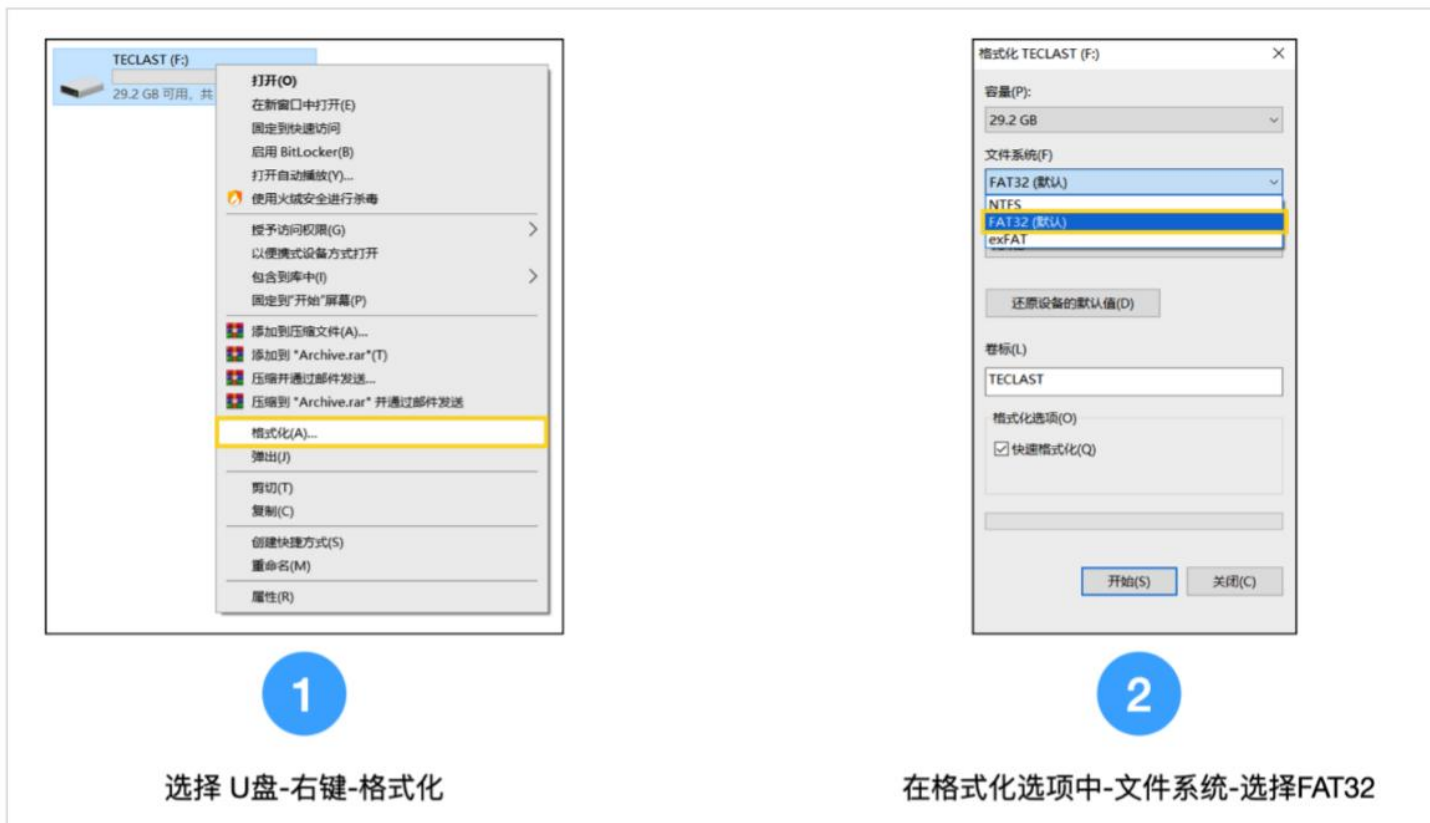 TECLAST (F:)
29.2 GB 可用, 共
打开(O)
在新窗口中打开(E)
固定到快速访问
启用 BitLocker(B)
打开自动播放(V)...
使用火绒安全进行杀毒
授予访问权限(G)
以便携式设备方式打开
包含到库中(I)
固定到"开始"屏幕(P)
添加到压缩文件(A)...
添加到 "Archive.rar"(T)
压缩并通过邮件发送...
压缩到 "Archive.rar" 并通过邮件发送
格式化(A)...
弹出(J)
剪切(T)
复制(C)
创建快捷方式(S)
重命名(M)
属性(R)
1
选择 U盘-右键-格式化
格式化 TECLAST (F:)
容量(P):
29.2 GB
文件系统(F)
FAT32 (默认)
NTFS
FAT32 (默认)
exFAT
还原设备的默认值(D)
卷标(L)
TECLAST
格式化选项(O)
快速格式化(Q)
开始(S)
关闭(C)
2
在格式化选项中-文件系统-选择FAT32